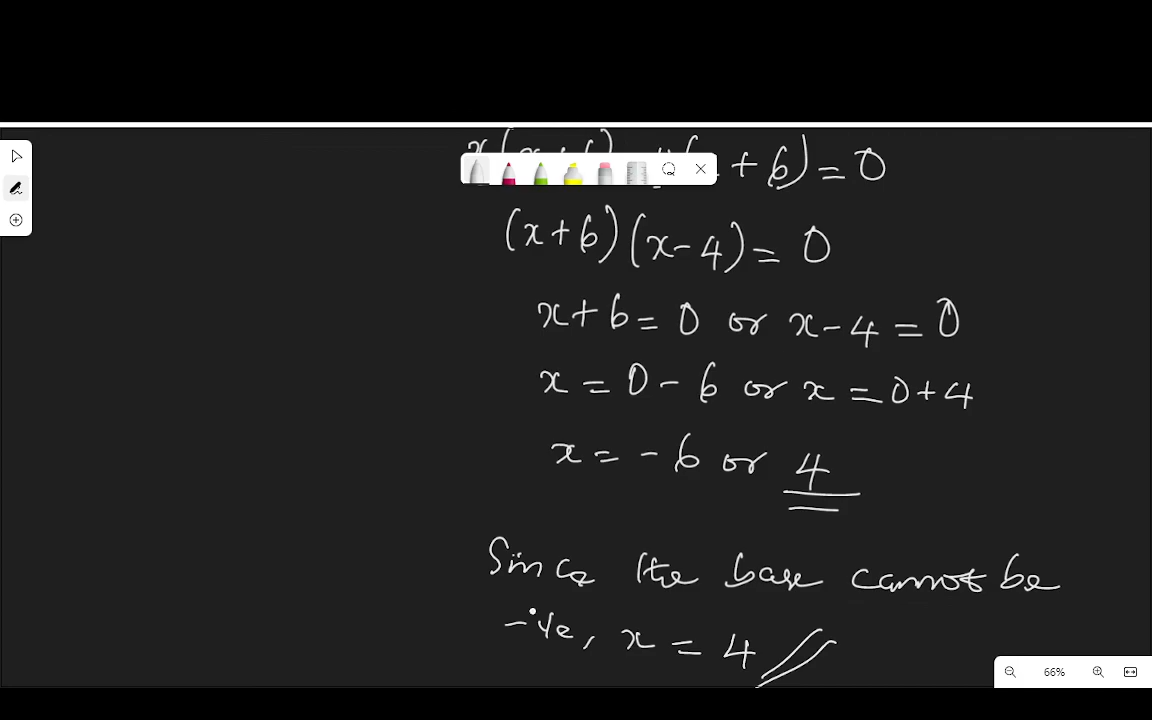 + 6) = 0
(x+6)(x-4) = 0
x+6 = 0 or x-4 = 0
x = 0 - 6 or x = 0+4
x = -6 or 4
Since the base cannot be
-ive, x = 4
66%